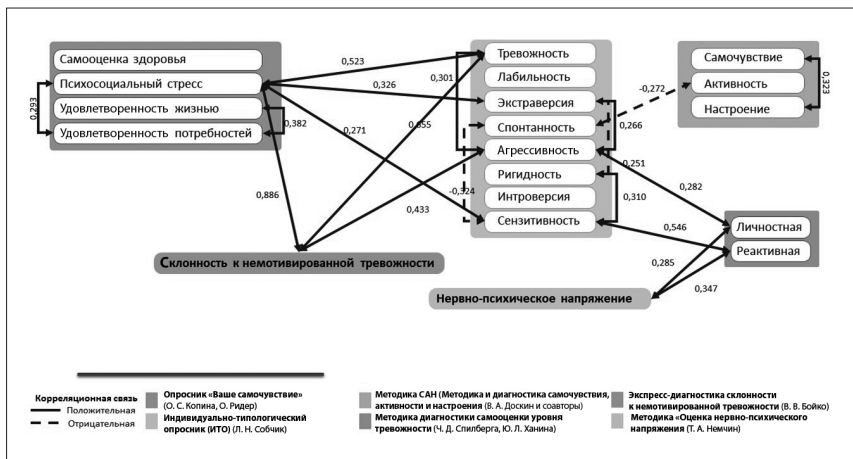 Самооценка здоровья
Психосоциальный стресс
Удовлетворенность жизнью
Удовлетворенность потребностей
0,293
0,382
0,523
0,326
0,301
0,655
0,271
-0,324
0,886
0,433
Тревожность
Лабильность
Экстраверсия
Спонтанность
Агрессивность
Ригидность
Интроверсия
Сензитивность
0,266
0,251
0,310
-0,272
Самочувствие
Активность
Настроение
0,323
0,282
0,546
0,285
0,347
Личностная
Реактивная
Склонность к немотивированной тревожности
Нервно-психическое напряжение
Корреляционная связь
Положительная
Отрицательная
Опросник «Ваше самочувствие»
(О. С. Копина, О. Ридер)
Индивидуально-типологический
опросник (ИТО) (Л. Н. Собчик)
Методика САН (Методика и диагностика самочувствия,
активности и настроения) (В. А. Доскин и соавторы)
Методика диагностики самооценки уровня
тревожности (Ч. Д. Спилберга, Ю. Л. Ханина)
Экспресс-диагностика склонности
к немотивированной тревожности (В. В. Бойко)
Методика «Оценка нервно-психического
напряжения (Т. А. Немчин)